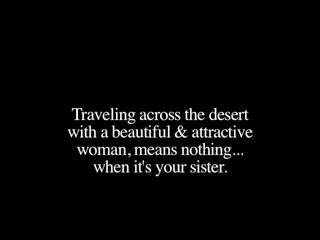 Traveling across the desert
with a beautiful & attractive
woman, means nothing...
when it's your sister.